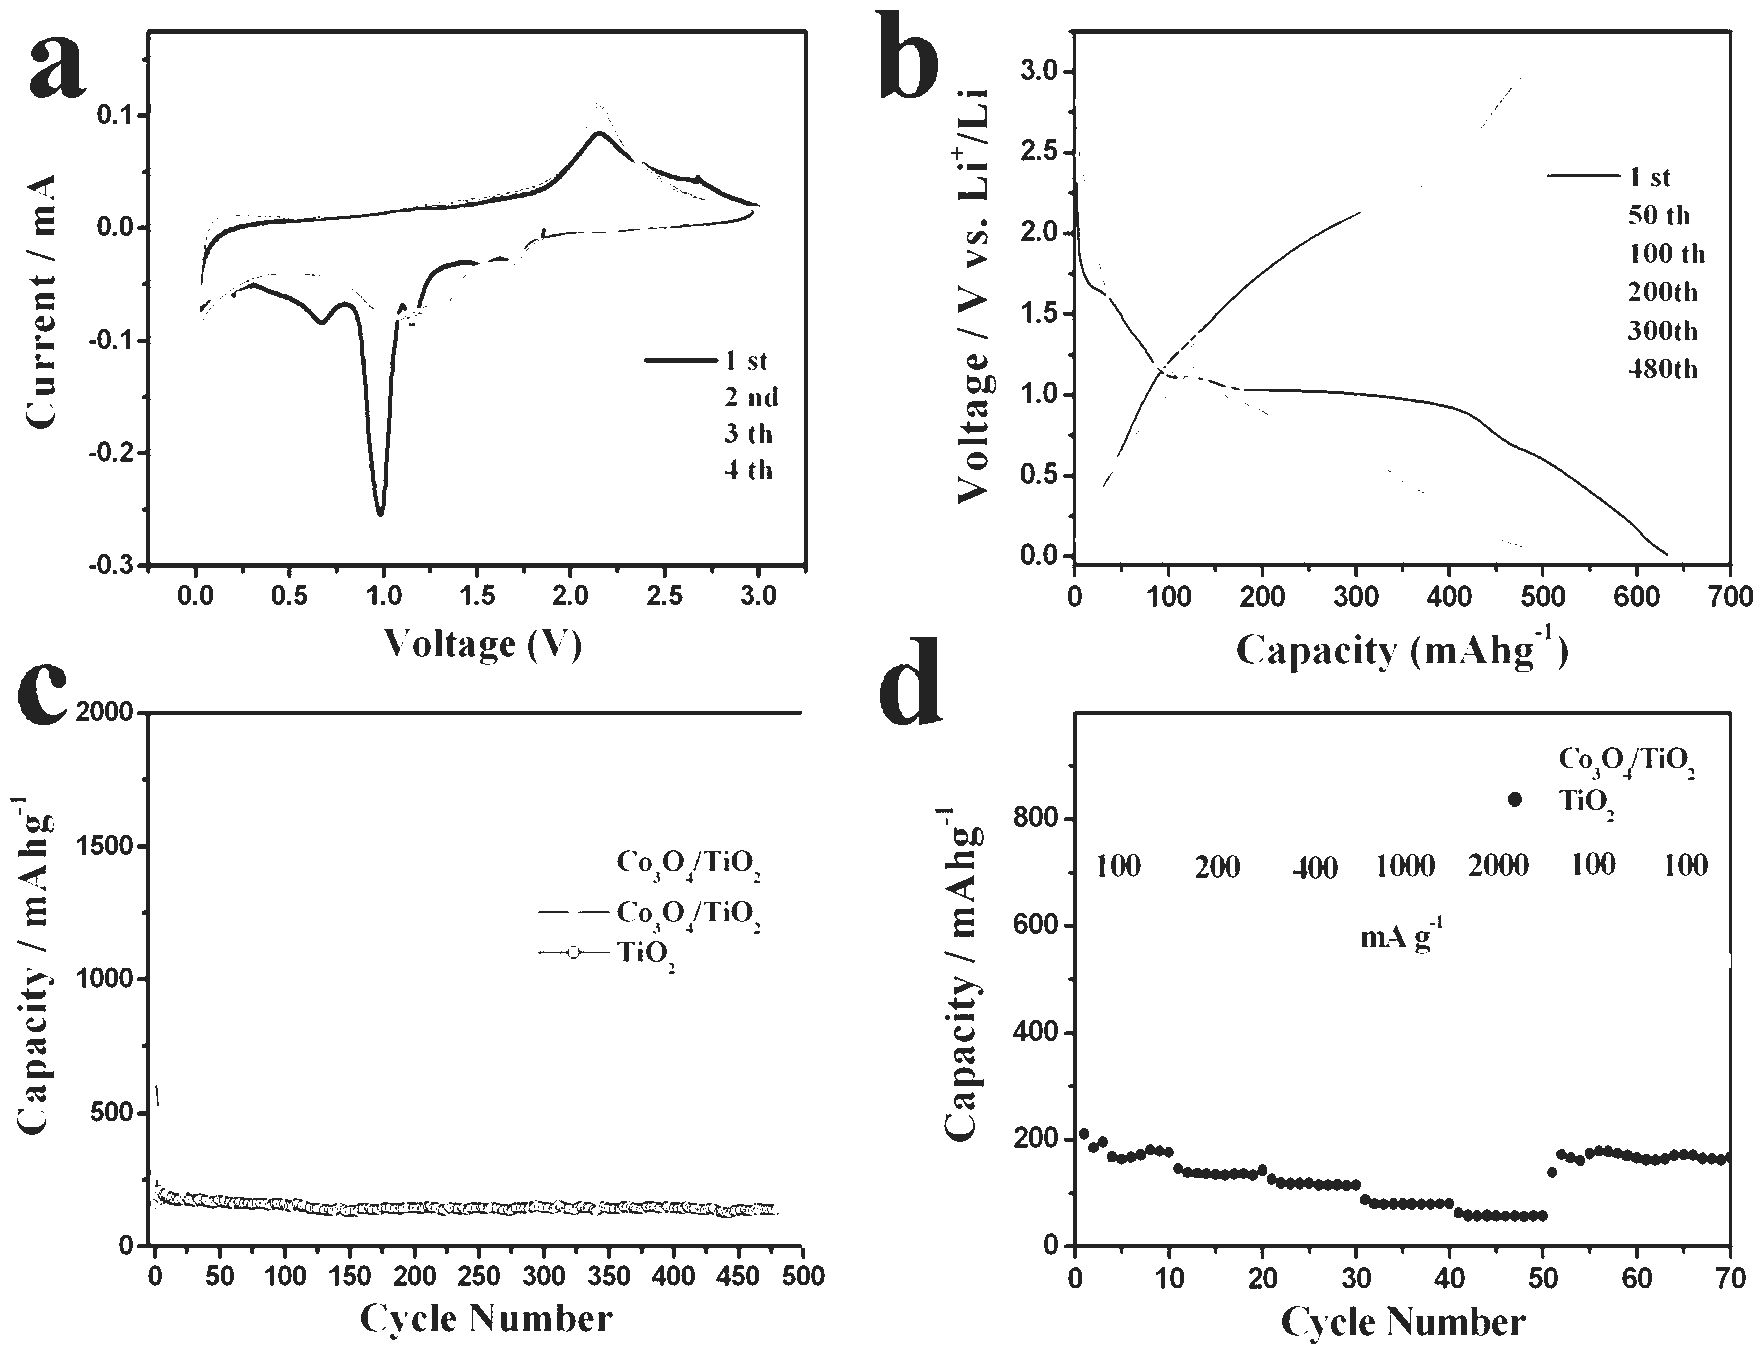 a
Current / mA
0.1
0.0
-0.1
-0.2
-0.3
0.0 0.5 1.0 1.5 2.0 2.5 3.0
Voltage (V)
1 st
2 nd
3 th
4 th
b
Voltage / V vs. Li⁺/Li
3.0
2.5
2.0
1.5
1.0
0.5
0.0
0 100 200 300 400 500 600 700
Capacity (mAhg⁻¹)
1 st
50 th
100 th
200th
300th
480th
c
Capacity / mAhg⁻¹
2000
1500
1000
500
0
0 50 100 150 200 250 300 350 400 450 500
Cycle Number
Co₃O₄/TiO₂
Co₃O₄/TiO₂
TiO₂
d
Capacity / mAhg⁻¹
800
600
400
200
0
0 10 20 30 40 50 60 70
Cycle Number
Co₃O₄/TiO₂
TiO₂
100 200 400 1000 2000 100 100
mA g⁻¹